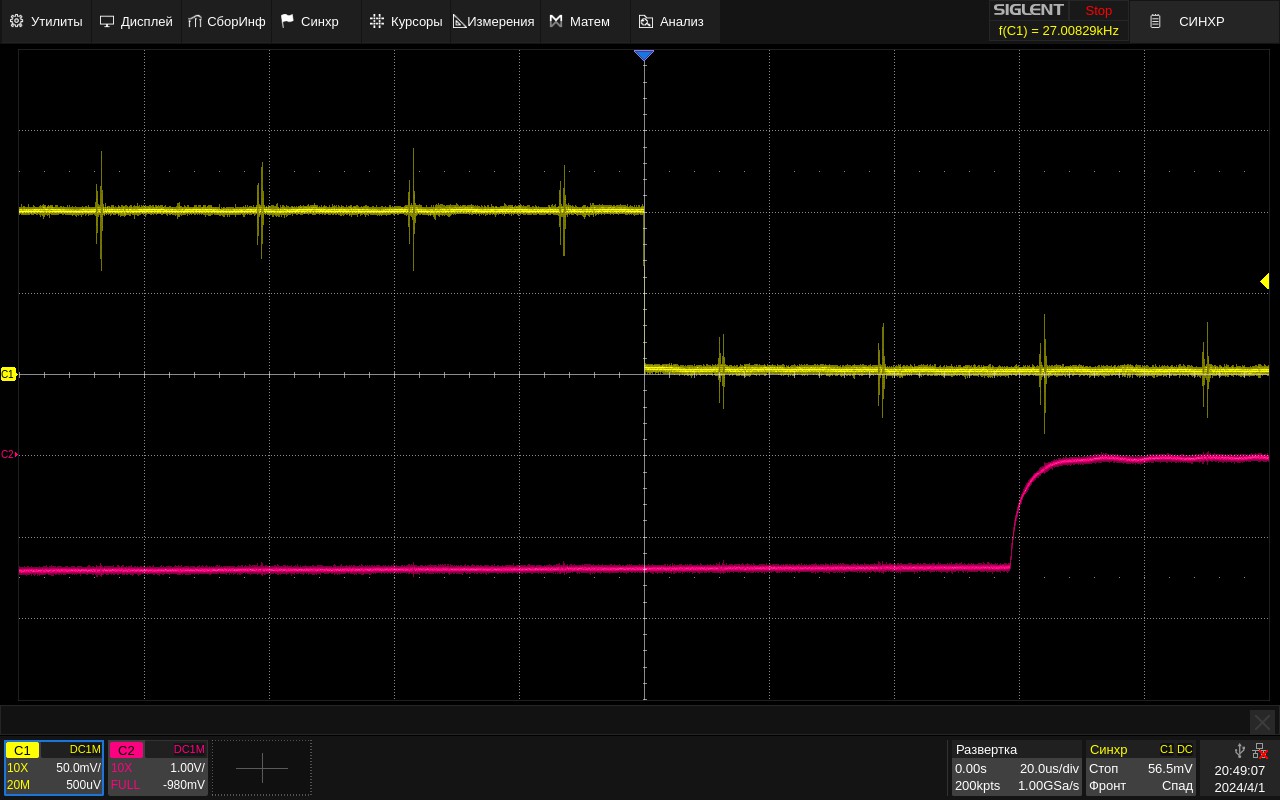 Утилиты Дисплей СборИнф Синхр Курсоры Измерения Матем Анализ SIGLENT Stop СИНХР
f(C1) = 27.00829kHz
C1
C2
C1 DC1M C2 DC1M Развертка Синхр C1 DC
10X 50.0mV/ 10X 1.00V/ 0.00s 20.0us/div Стоп 56.5mV 20:49:07
20M 500uV FULL -980mV 200kpts 1.00GSa/s Фронт Спад 2024/4/1